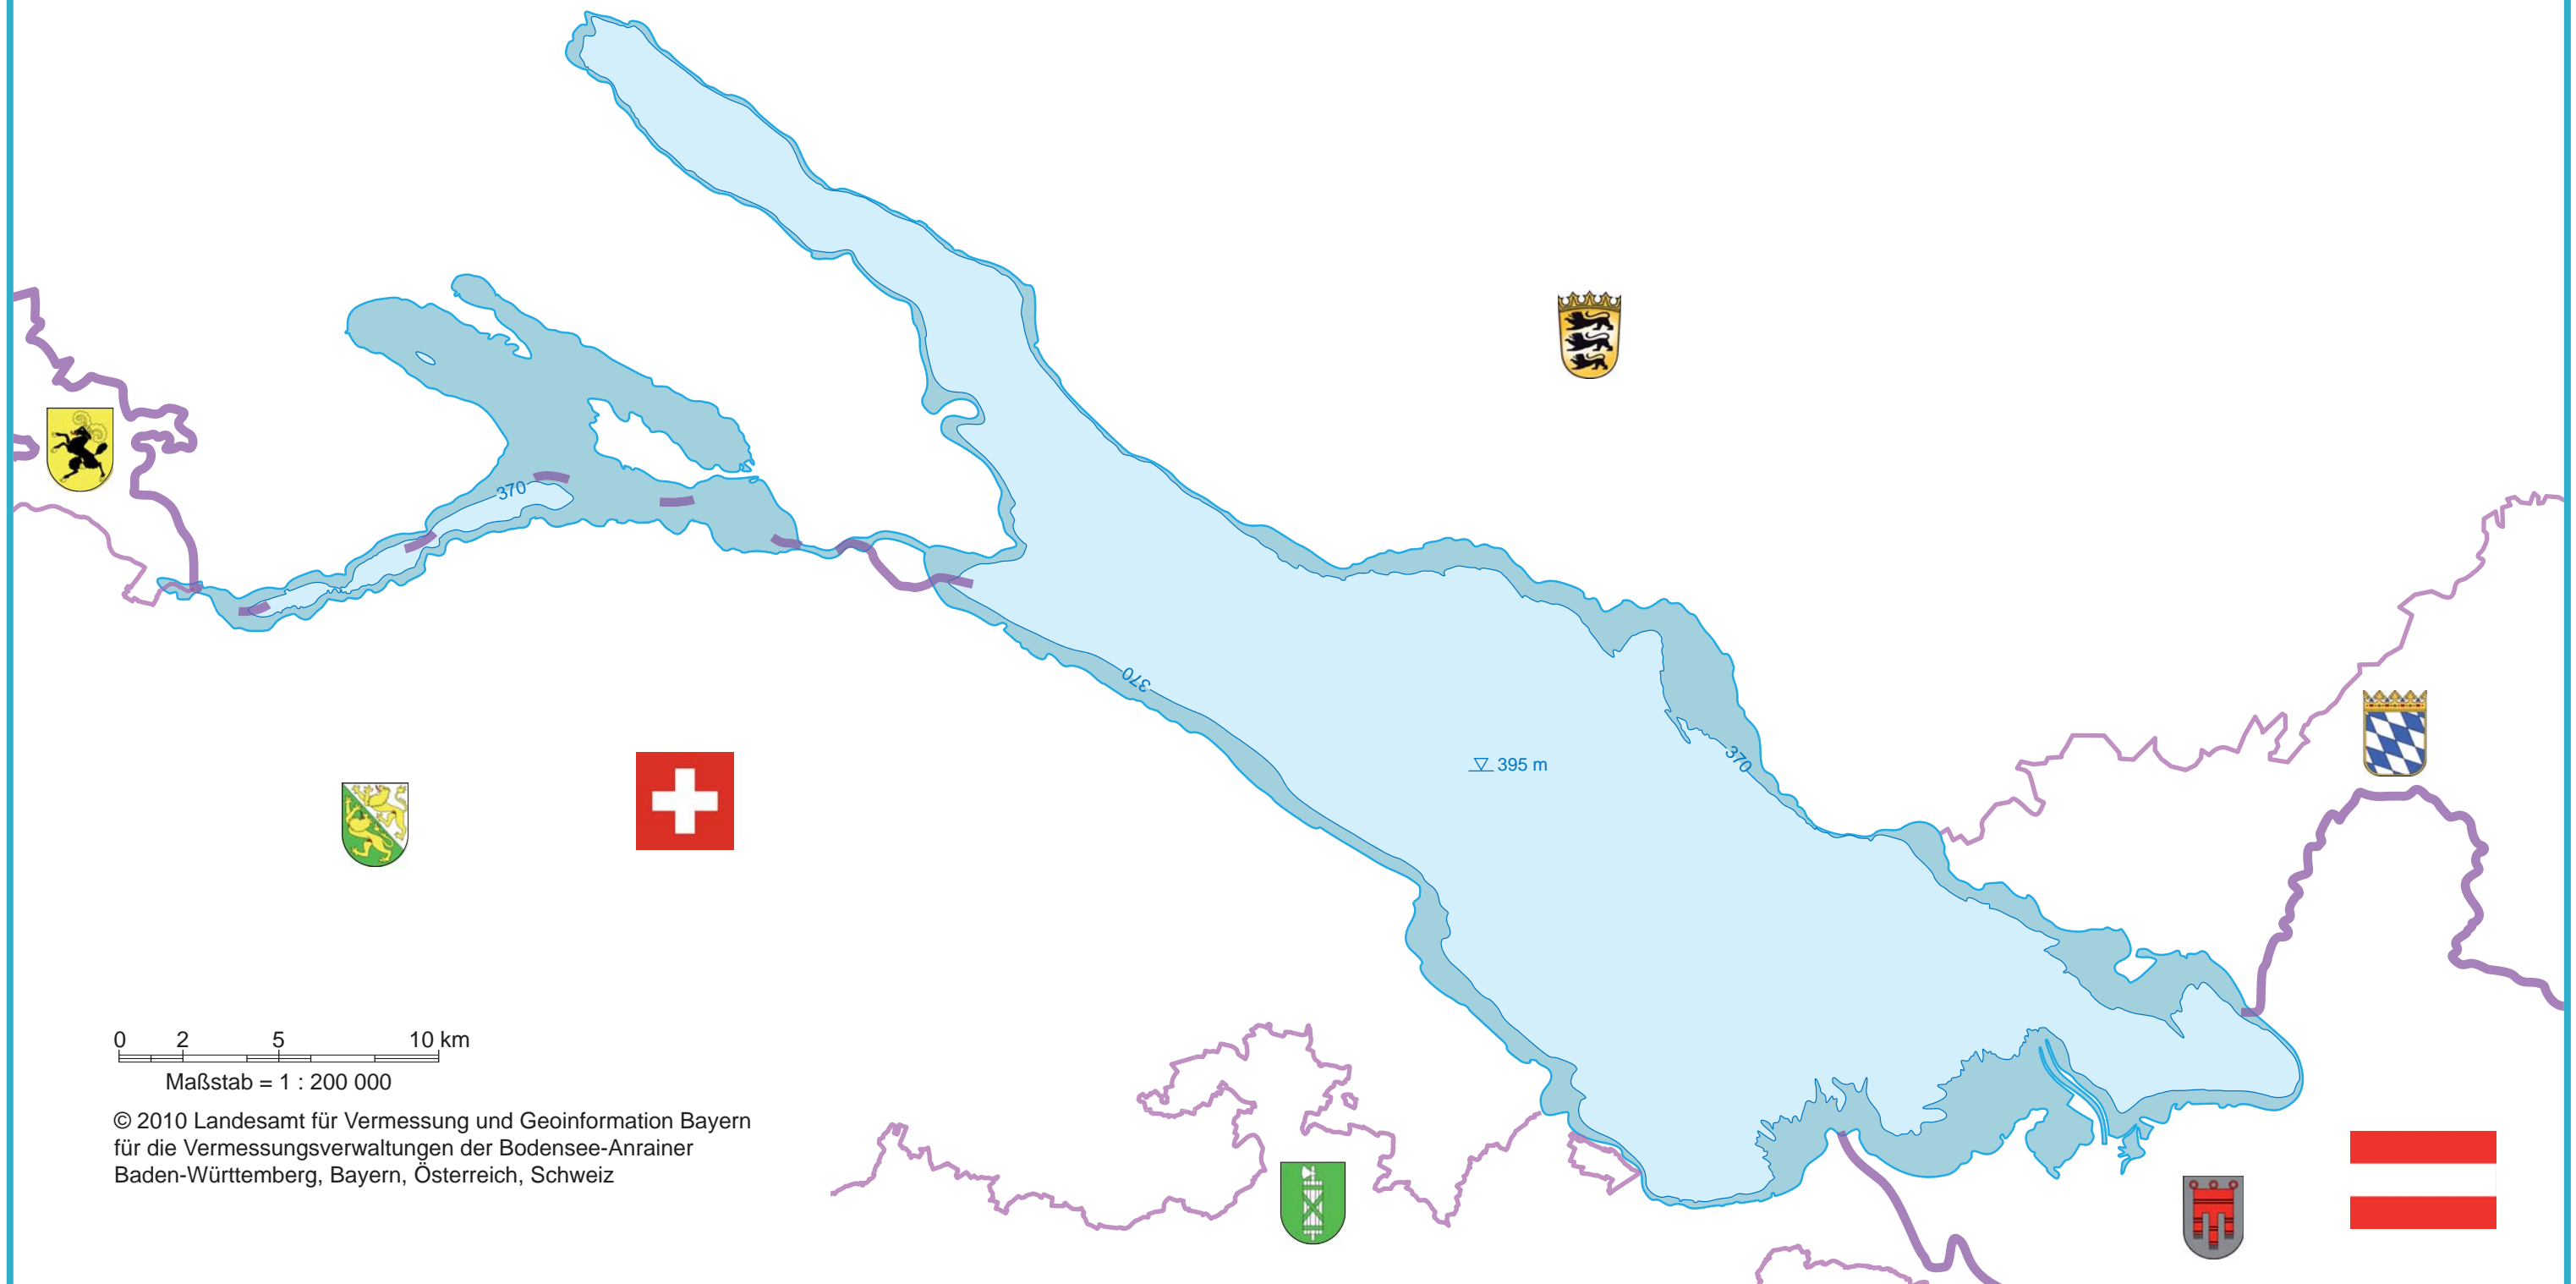 370
370
395 m
370
0 2 5 10 km
Maßstab = 1 : 200 000
© 2010 Landesamt für Vermessung und Geoinformation Bayern
für die Vermessungsverwaltungen der Bodensee-Anrainer
Baden-Württemberg, Bayern, Österreich, Schweiz